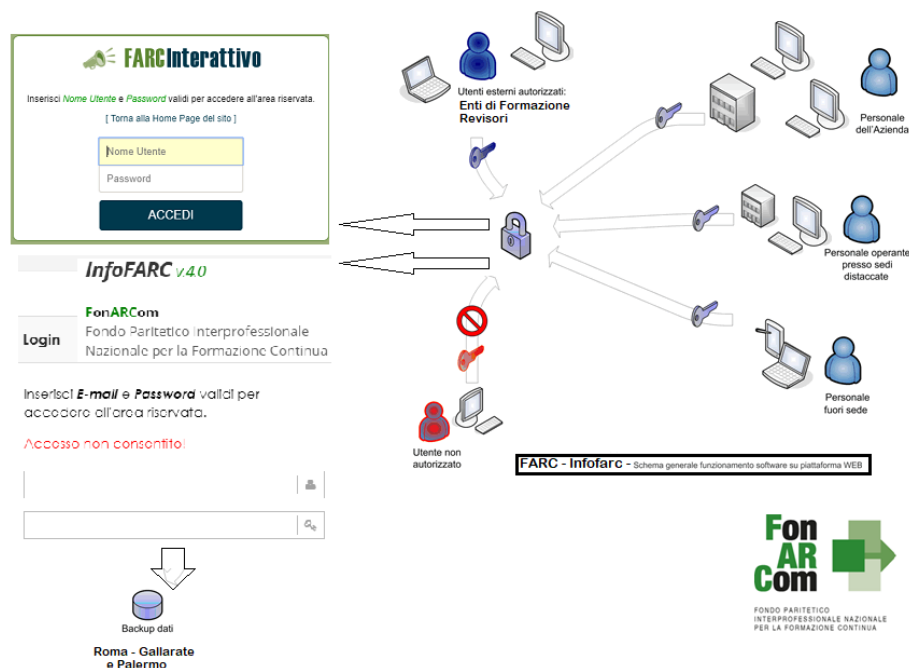 FARCInterattivo
Inserisci Nome Utente e Password validi per accedere all'area riservata.
[ Torna alla Home Page del sito ]
Nome Utente
Password
ACCEDI
InfoFARC v.4.0
Login
FonARCom
Fondo Paritetico Interprofessionale
Nazionale per la Formazione Continua
Inserisci E-mail e Password validi per
accedere all'area riservata.
Accesso non consentito!
Backup dati
Roma - Gallarate
e Palermo
Utenti esterni autorizzati:
Enti di Formazione
Revisori
Personale
dell'Azienda
Personale operante
presso sedi
distaccate
Personale
fuori sede
Utente non
autorizzato
FARC - Infofarc - Schema generale funzionamento software su piattaforma WEB
Fon
AR
Com
FONDO PARITETICO
INTERPROFESSIONALE NAZIONALE
PER LA FORMAZIONE CONTINUA